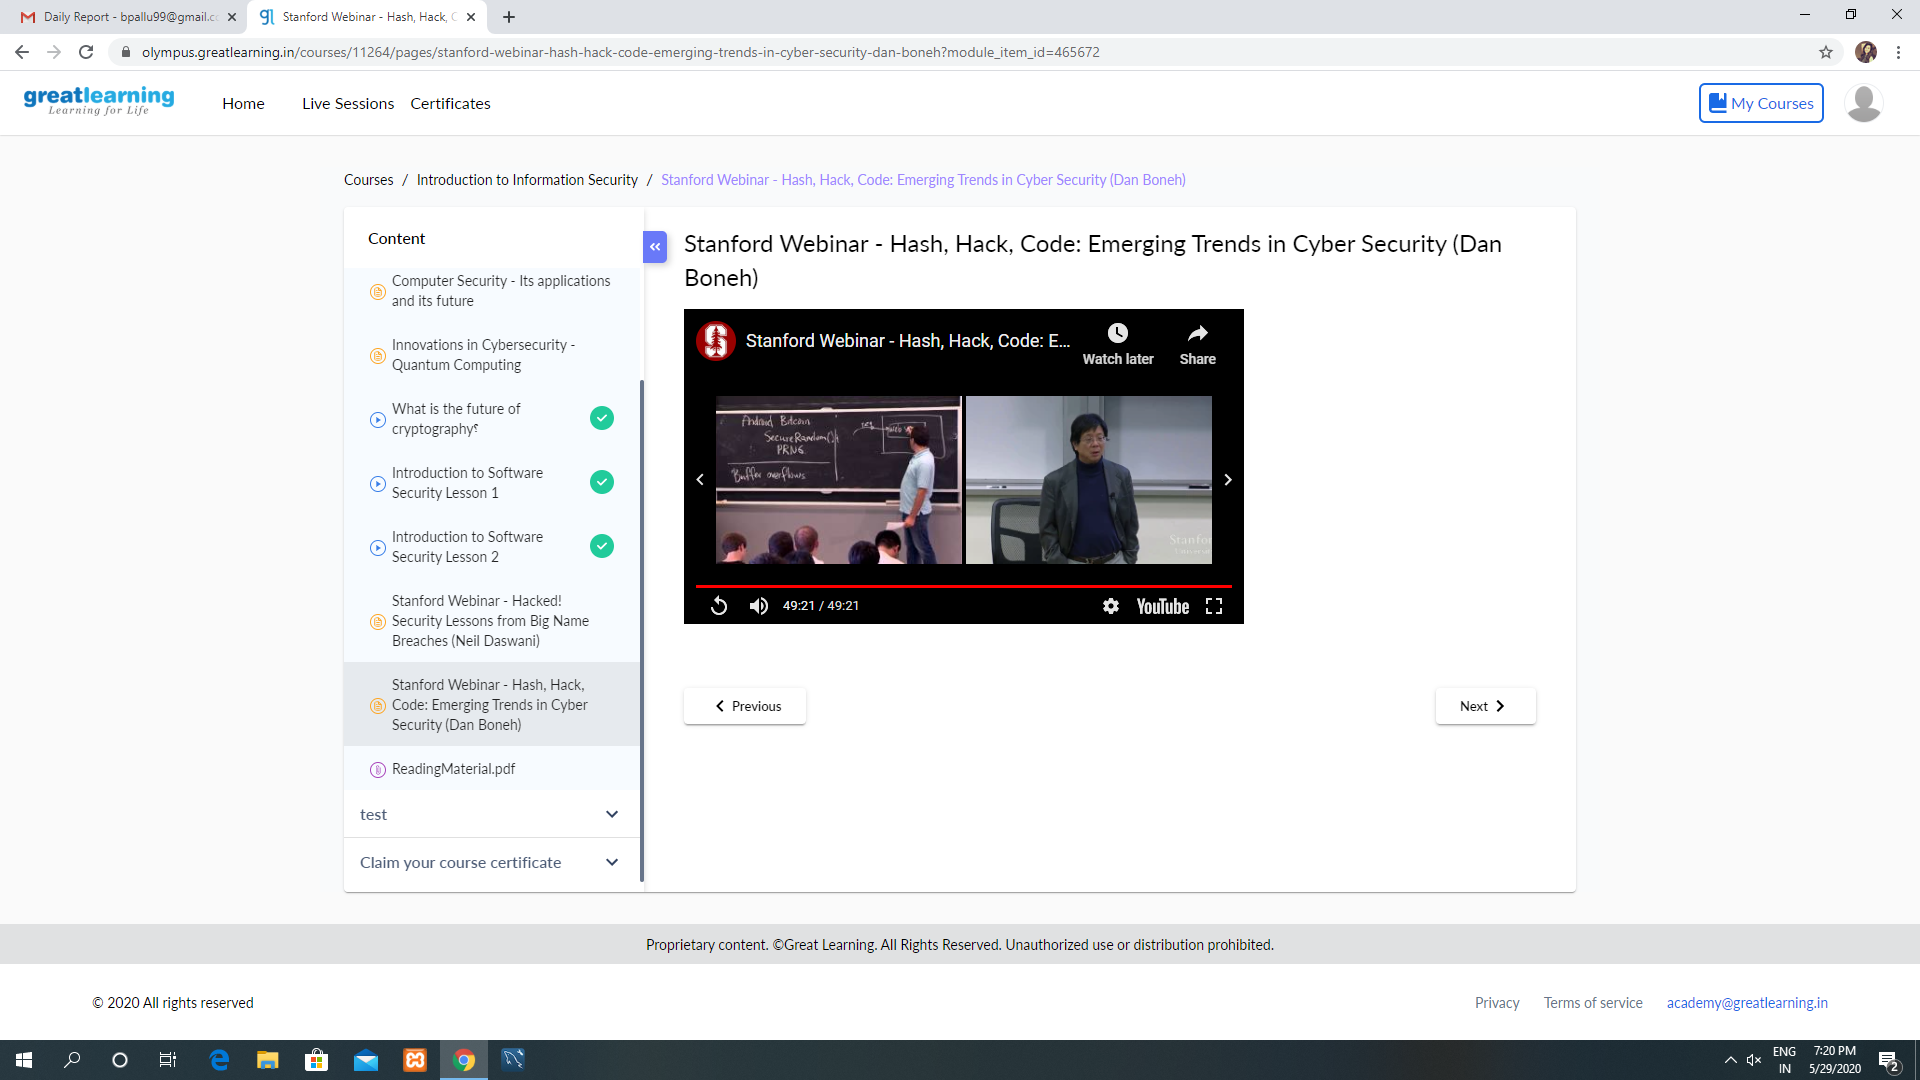 Daily Report - bpallu99@gmail.c
Stanford Webinar - Hash, Hack, C
olympus.greatlearning.in/courses/11264/pages/stanford-webinar-hash-hack-code-emerging-trends-in-cyber-security-dan-boneh?module_item_id=465672
greatlearning
Learning for Life
Home
Live Sessions
Certificates
My Courses
Courses / Introduction to Information Security / Stanford Webinar - Hash, Hack, Code: Emerging Trends in Cyber Security (Dan Boneh)
Content
Computer Security - Its applications
and its future
Innovations in Cybersecurity -
Quantum Computing
What is the future of
cryptography?
Introduction to Software
Security Lesson 1
Introduction to Software
Security Lesson 2
Stanford Webinar - Hacked!
Security Lessons from Big Name
Breaches (Neil Daswani)
Stanford Webinar - Hash, Hack,
Code: Emerging Trends in Cyber
Security (Dan Boneh)
ReadingMaterial.pdf
test
Claim your course certificate
Stanford Webinar - Hash, Hack, Code: Emerging Trends in Cyber Security (Dan
Boneh)
Stanford Webinar - Hash, Hack, Code: E...
Watch later
Share
Android Bitcoin
SecureRandom()
PRNG
Buffer overflows
49:21 / 49:21
YouTube
Previous
Next
Proprietary content. ©Great Learning. All Rights Reserved. Unauthorized use or distribution prohibited.
© 2020 All rights reserved
Privacy
Terms of service
academy@greatlearning.in
ENG
IN
7:20 PM
5/29/2020
2